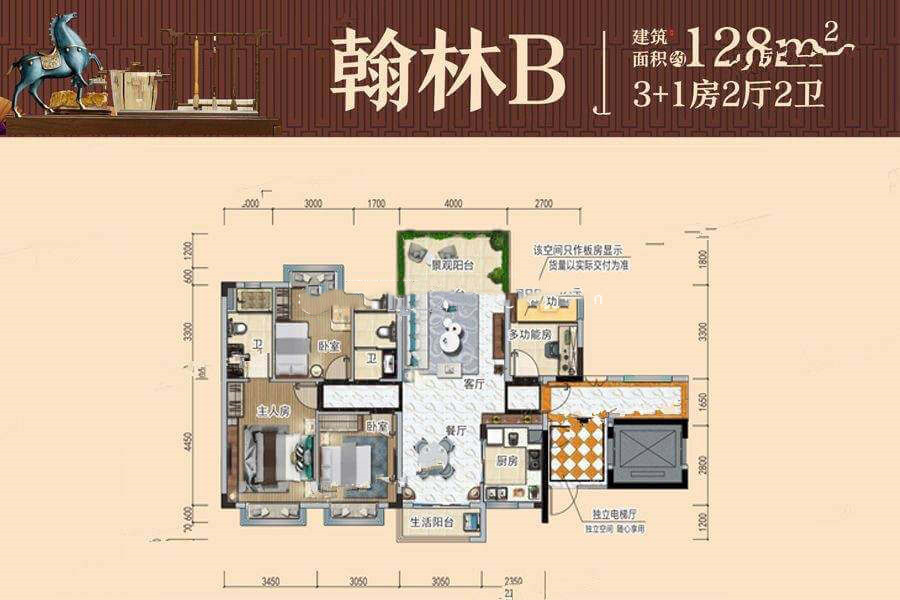 翰林B
建筑面积约128m²
3+1房2厅2卫
3000 1700 4000 2700
该空间只作板房显示
货量以实际交付为准
景观阳台
卫
卧室
卫
多功能房
客厅
主人房
卧室
餐厅
厨房
生活阳台
独立电梯厅
独立空间 随心享用
1200
600
3300
4450
1800
3300
1650
2800
1200
3450 3050 3050 2350